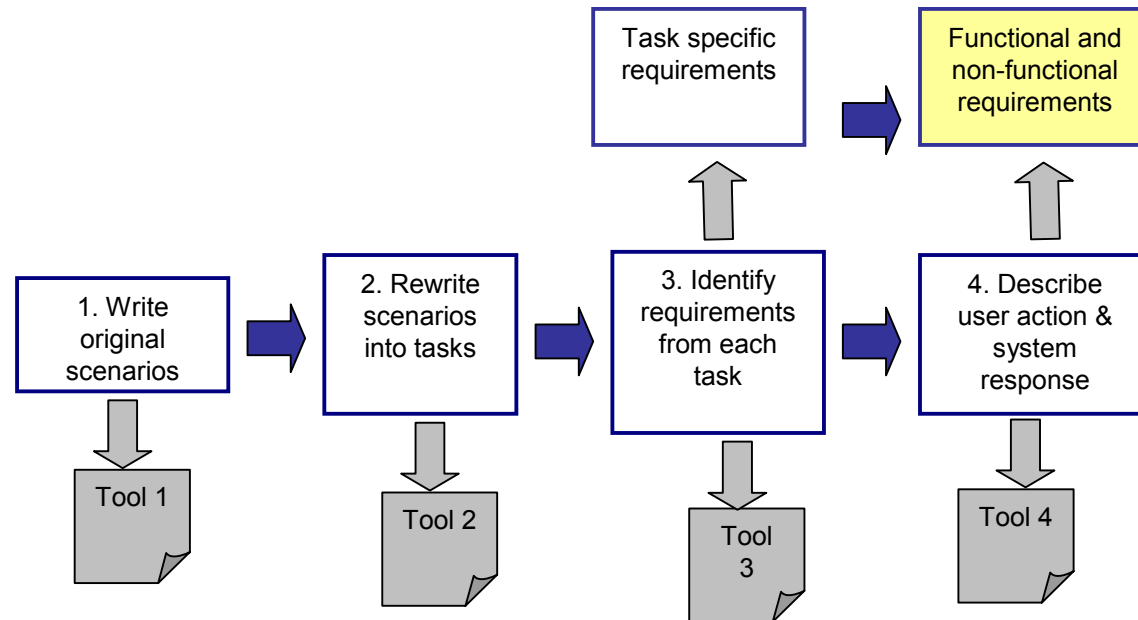 Task specific
requirements
Functional and
non-functional
requirements
1. Write
original
scenarios
2. Rewrite
scenarios
into tasks
3. Identify
requirements
from each
task
4. Describe
user action &
system
response
Tool 1
Tool 2
Tool
3
Tool 4